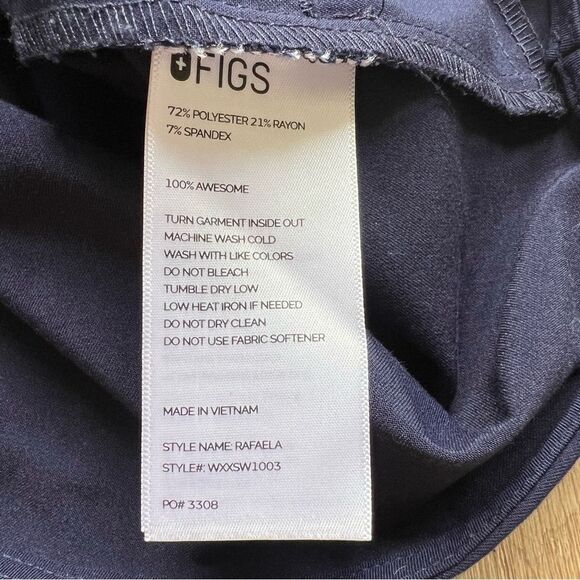 FIGS
72% POLYESTER 21% RAYON
7% SPANDEX
100% AWESOME
TURN GARMENT INSIDE OUT
MACHINE WASH COLD
WASH WITH LIKE COLORS
DO NOT BLEACH
TUMBLE DRY LOW
LOW HEAT IRON IF NEEDED
DO NOT DRY CLEAN
DO NOT USE FABRIC SOFTENER
MADE IN VIETNAM
STYLE NAME: RAFAELA
STYLE#: WXXSW1003
PO# 3308